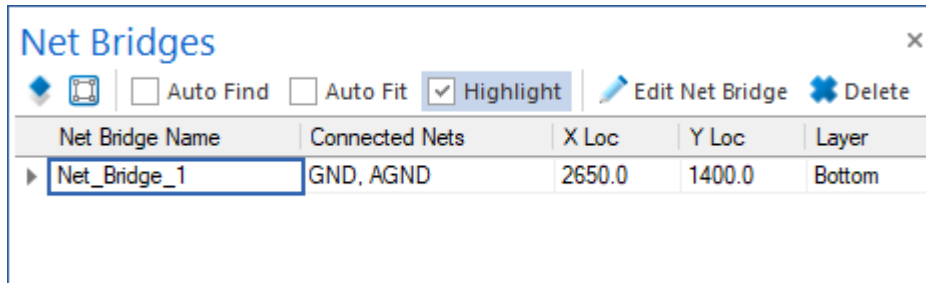 Net Bridges
Auto Find Auto Fit Highlight Edit Net Bridge Delete
Net Bridge Name Connected Nets X Loc Y Loc Layer
Net_Bridge_1 GND, AGND 2650.0 1400.0 Bottom